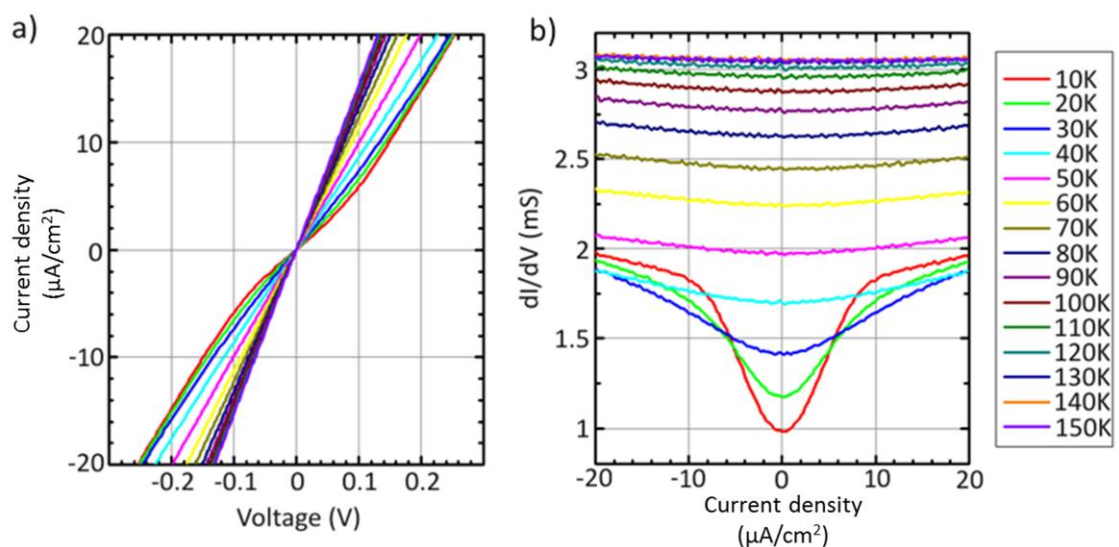 a)
20
10
0
-10
-20
Current density
(µA/cm²)
-0.2 -0.1 0 0.1 0.2
Voltage (V)
b)
3
2.5
2
1.5
1
dI/dV (mS)
-20 -10 0 10 20
Current density
(µA/cm²)
10K
20K
30K
40K
50K
60K
70K
80K
90K
100K
110K
120K
130K
140K
150K